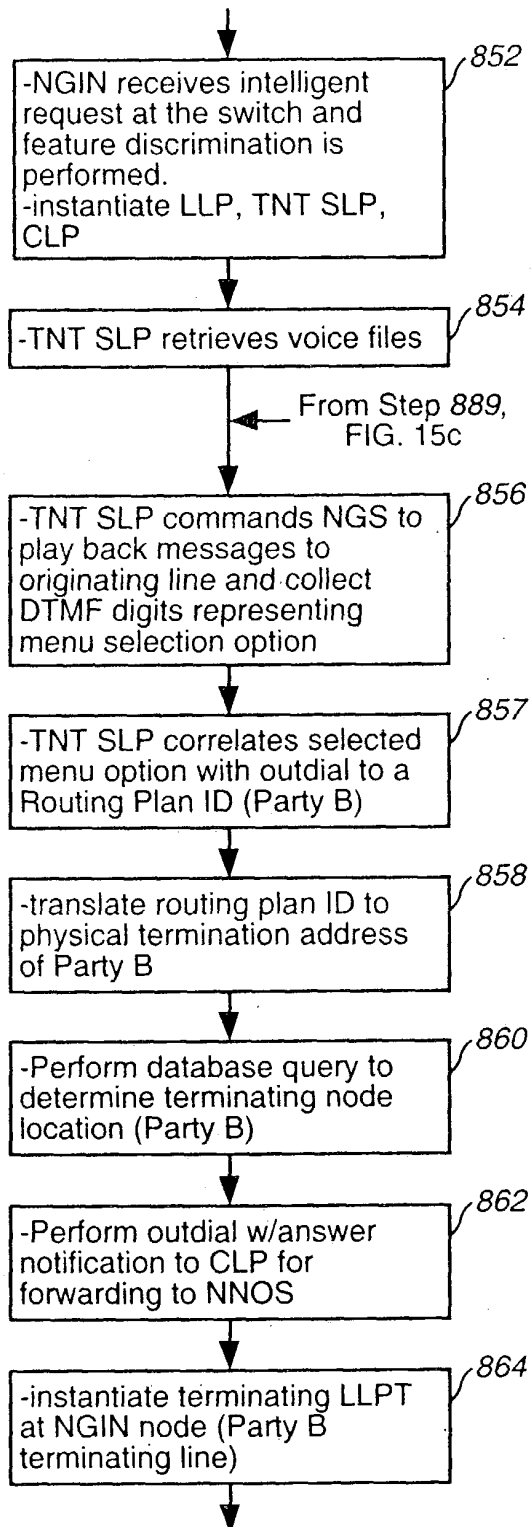 852
-NGIN receives intelligent
request at the switch and
feature discrimination is
performed.
-instantiate LLP, TNT SLP,
CLP
854
-TNT SLP retrieves voice files
From Step 889,
FIG. 15c
856
-TNT SLP commands NGS to
play back messages to
originating line and collect
DTMF digits representing
menu selection option
857
-TNT SLP correlates selected
menu option with outdial to a
Routing Plan ID (Party B)
858
-translate routing plan ID to
physical termination address
of Party B
860
-Perform database query to
determine terminating node
location (Party B)
862
-Perform outdial w/answer
notification to CLP for
forwarding to NNOS
864
-instantiate terminating LLPT
at NGIN node (Party B
terminating line)